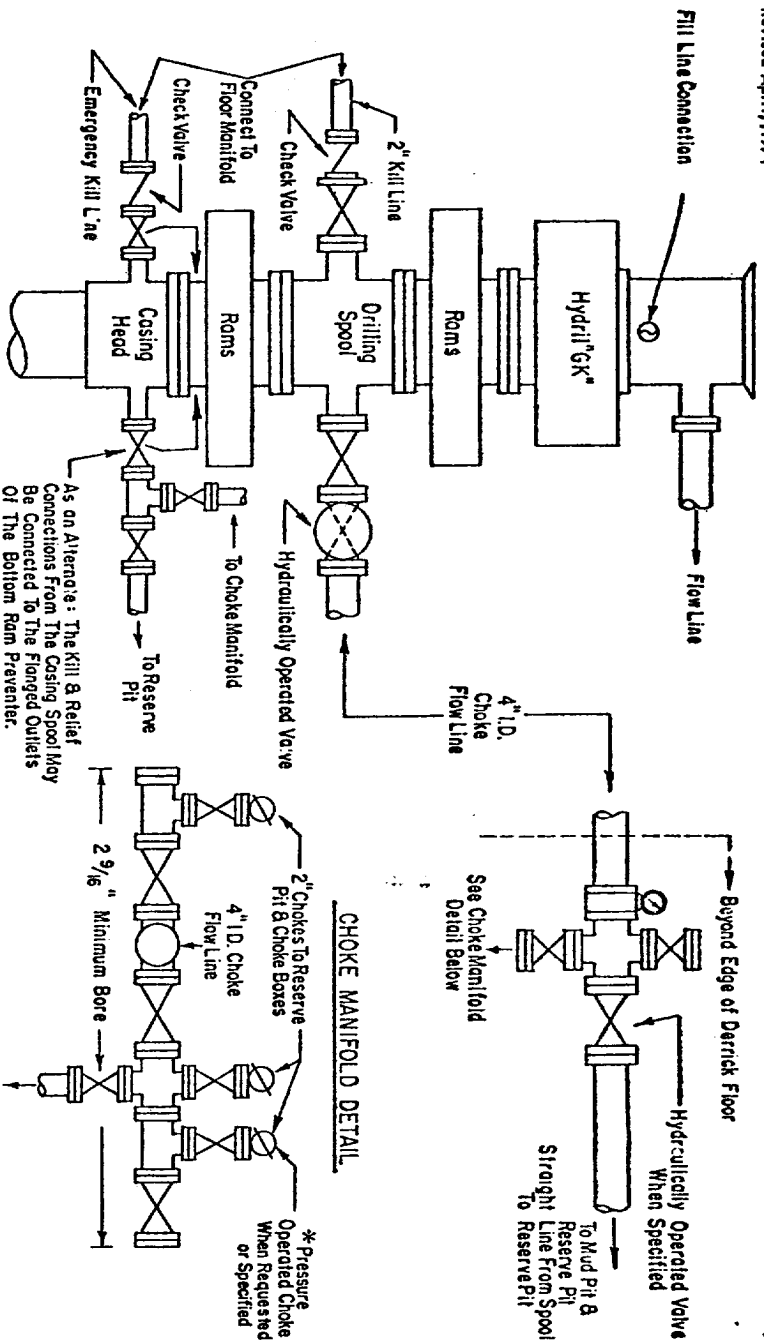 Fill Line Connection
Flow Line
Hydril "GK"
Rams
2" Kill Line
Check Valve
Drilling
Spool
Hydraulically Operated Valve
4" I.D.
Choke
Flow Line
Connect To
Floor Manifold
Check Valve
Emergency Kill Line
Rams
Casing
Head
To Choke Manifold
To Reserve
Pit
As an Alternate: The Kill & Relief
Connections From The Casing Spool May
Be Connected To The Flanged Outlets
Of The Bottom Ram Preventer.
Beyond Edge of Derrick Floor
Hydraulically Operated Valve
When Specified
See Choke Manifold
Detail Below
To Mud Pit &
Reserve Pit
Straight Line From Spool
To Reserve Pit
CHOKE MANIFOLD DETAIL
2" Chokes To Reserve
Pit & Choke Boxes
4" I.D. Choke
Flow Line
*Pressure
Operated Choke
When Requested
or Specified
2 9/16" Minimum Bore